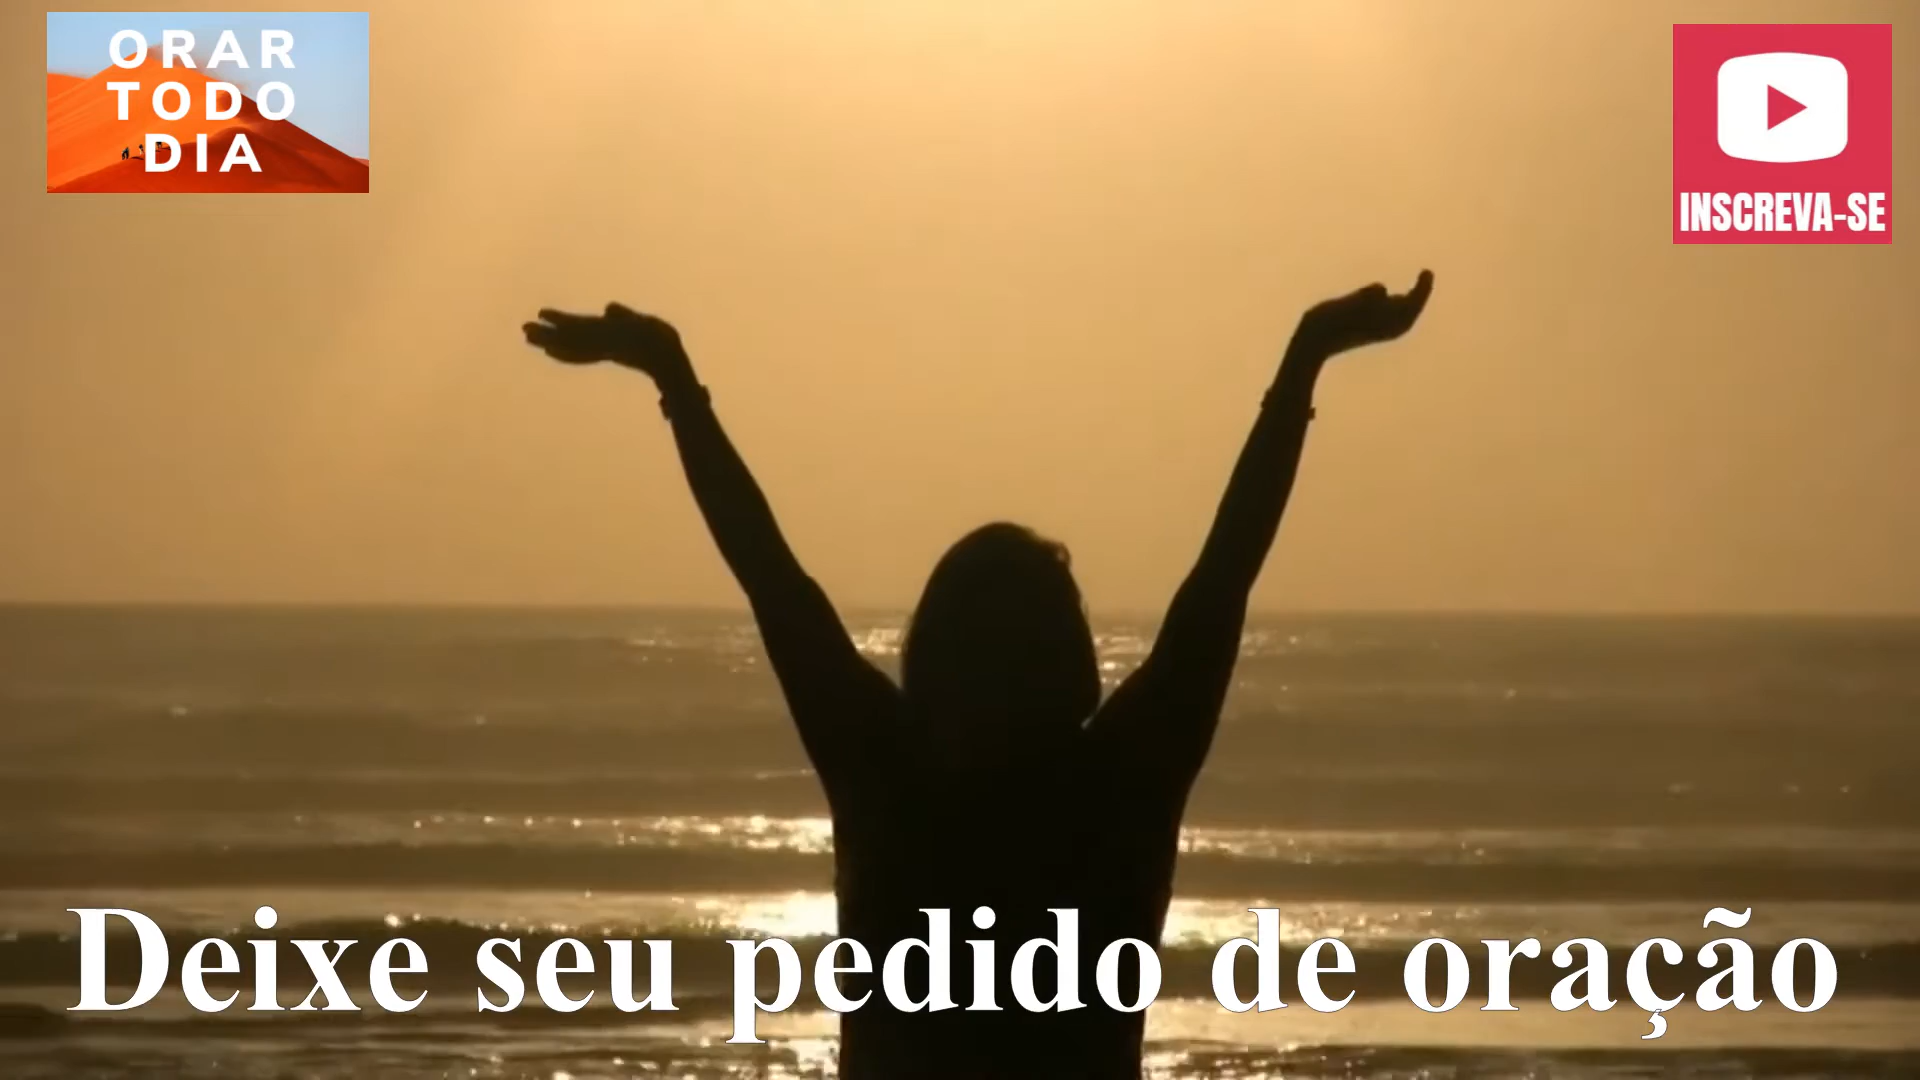 ORAR
TODO
DIA
INSCREVA-SE
Deixe seu pedido de oração